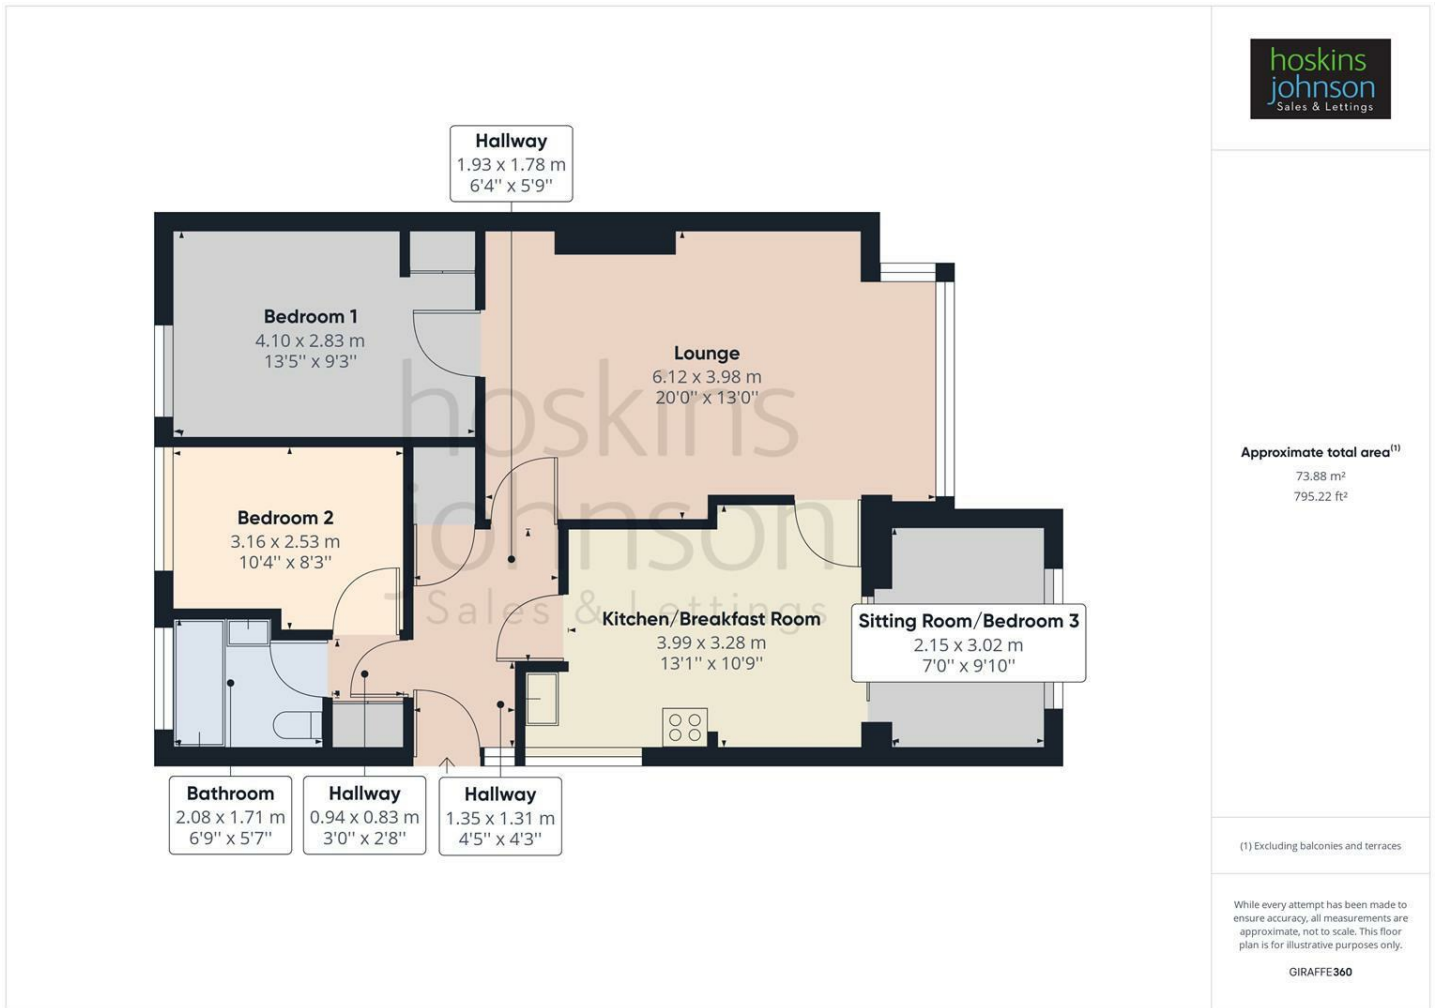 hoskins
johnson
Sales & Lettings
Hallway
1.93 x 1.78 m
6'4'' x 5'9''
Bedroom 1
4.10 x 2.83 m
13'5'' x 9'3''
Lounge
6.12 x 3.98 m
20'0'' x 13'0''
hoskins
johnson
Sales & Lettings
Bedroom 2
3.16 x 2.53 m
10'4'' x 8'3''
Kitchen/Breakfast Room
3.99 x 3.28 m
13'1'' x 10'9''
Sitting Room/Bedroom 3
2.15 x 3.02 m
7'0'' x 9'10''
Bathroom
2.08 x 1.71 m
6'9'' x 5'7''
Hallway
0.94 x 0.83 m
3'0'' x 2'8''
Hallway
1.35 x 1.31 m
4'5'' x 4'3''
Approximate total area(1)
73.88 m²
795.22 ft²
(1) Excluding balconies and terraces
While every attempt has been made to
ensure accuracy, all measurements are
approximate, not to scale. This floor
plan is for illustrative purposes only.
GIRAFFE360